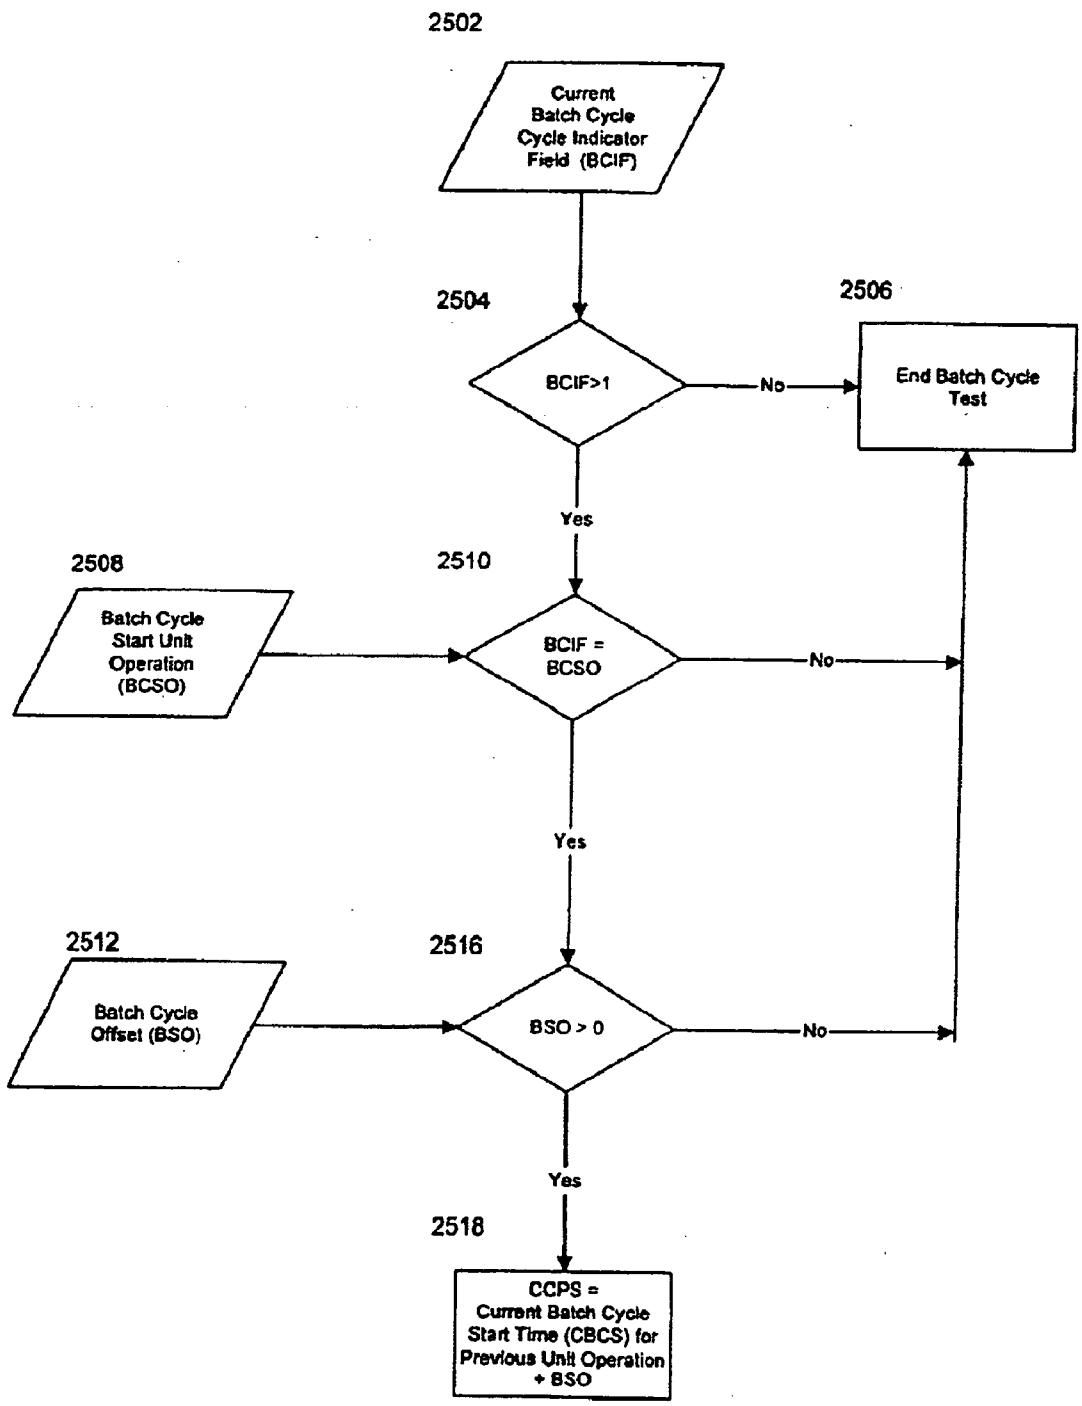 2502
Current
Batch Cycle
Cycle Indicator
Field (BCIF)
2504
BCIF>1
No
2506
End Batch Cycle
Test
Yes
2508
Batch Cycle
Start Unit
Operation
(BCSO)
2510
BCIF =
BCSO
No
Yes
2512
Batch Cycle
Offset (BSO)
2516
BSO > 0
No
Yes
2518
CCPS =
Current Batch Cycle
Start Time (CBCS) for
Previous Unit Operation
+ BSO